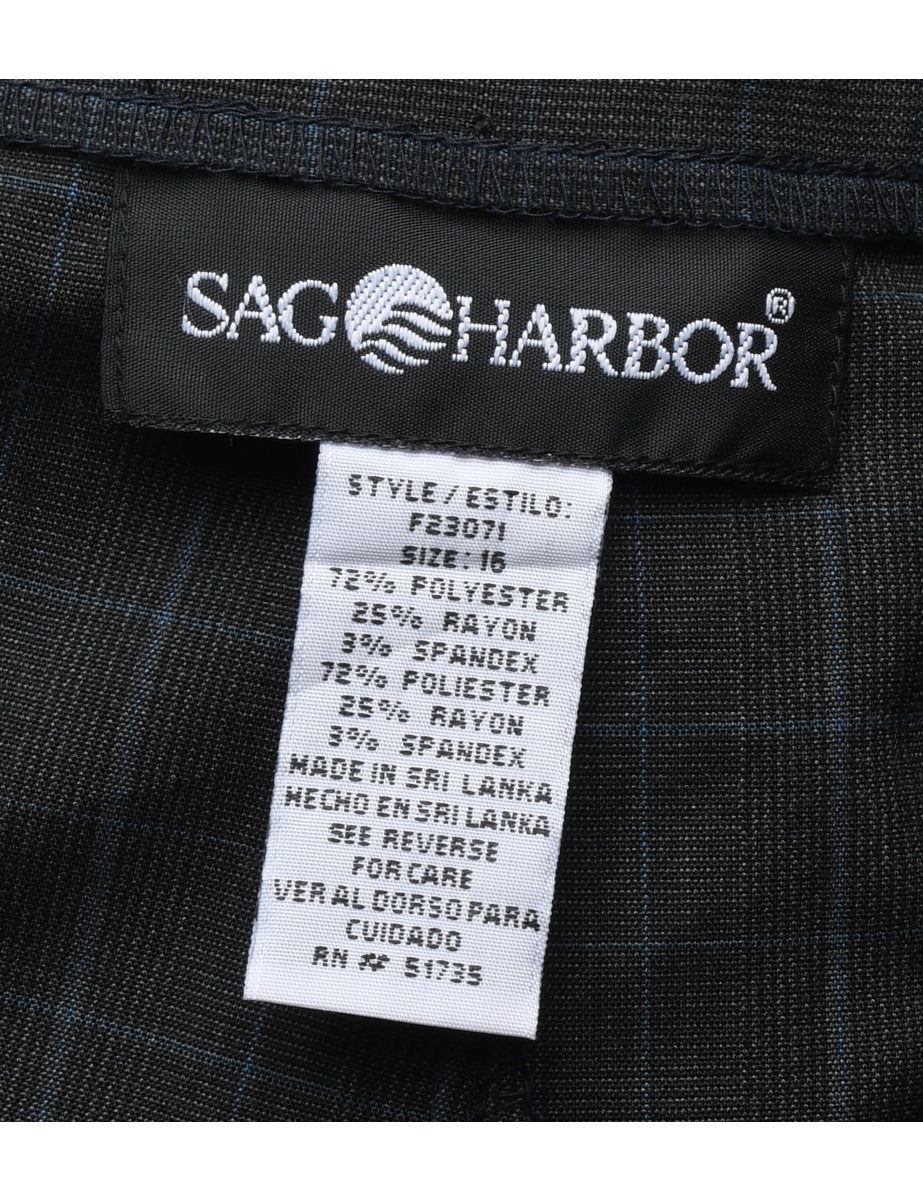 SAG HARBOR®
STYLE / ESTILO:
F23071
SIZE: 16
72% POLYESTER
25% RAYON
3% SPANDEX
72% POLIESTER
25% RAYON
3% SPANDEX
MADE IN SRI LANKA
HECHO EN SRI LANKA
SEE REVERSE
FOR CARE
VER AL DORSO PARA
CUIDADO
RN # 51735